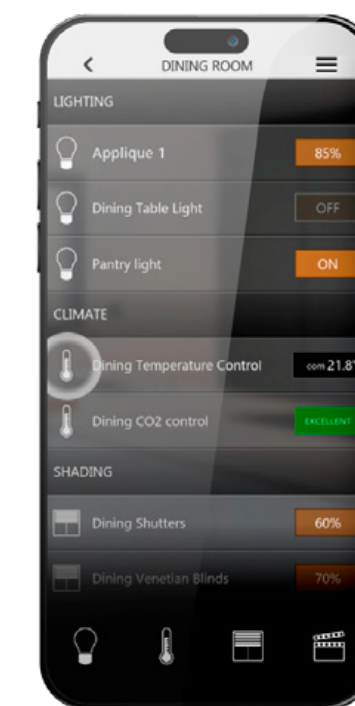 DINING ROOM
LIGHTING
Applique 1 85%
Dining Table Light OFF
Pantry light ON
CLIMATE
Dining Temperature Control com 21.8°
Dining CO2 control EXCELLENT
SHADING
Dining Shutters 60%
Dining Venetian Blinds 70%